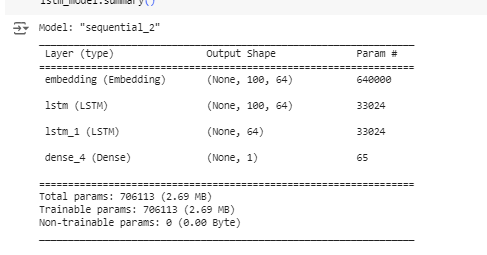 lstm_model.summary()
Model: "sequential_2"
Layer (type) Output Shape Param #
embedding (Embedding) (None, 100, 64) 640000
lstm (LSTM) (None, 100, 64) 33024
lstm_1 (LSTM) (None, 64) 33024
dense_4 (Dense) (None, 1) 65
Total params: 706113 (2.69 MB)
Trainable params: 706113 (2.69 MB)
Non-trainable params: 0 (0.00 Byte)